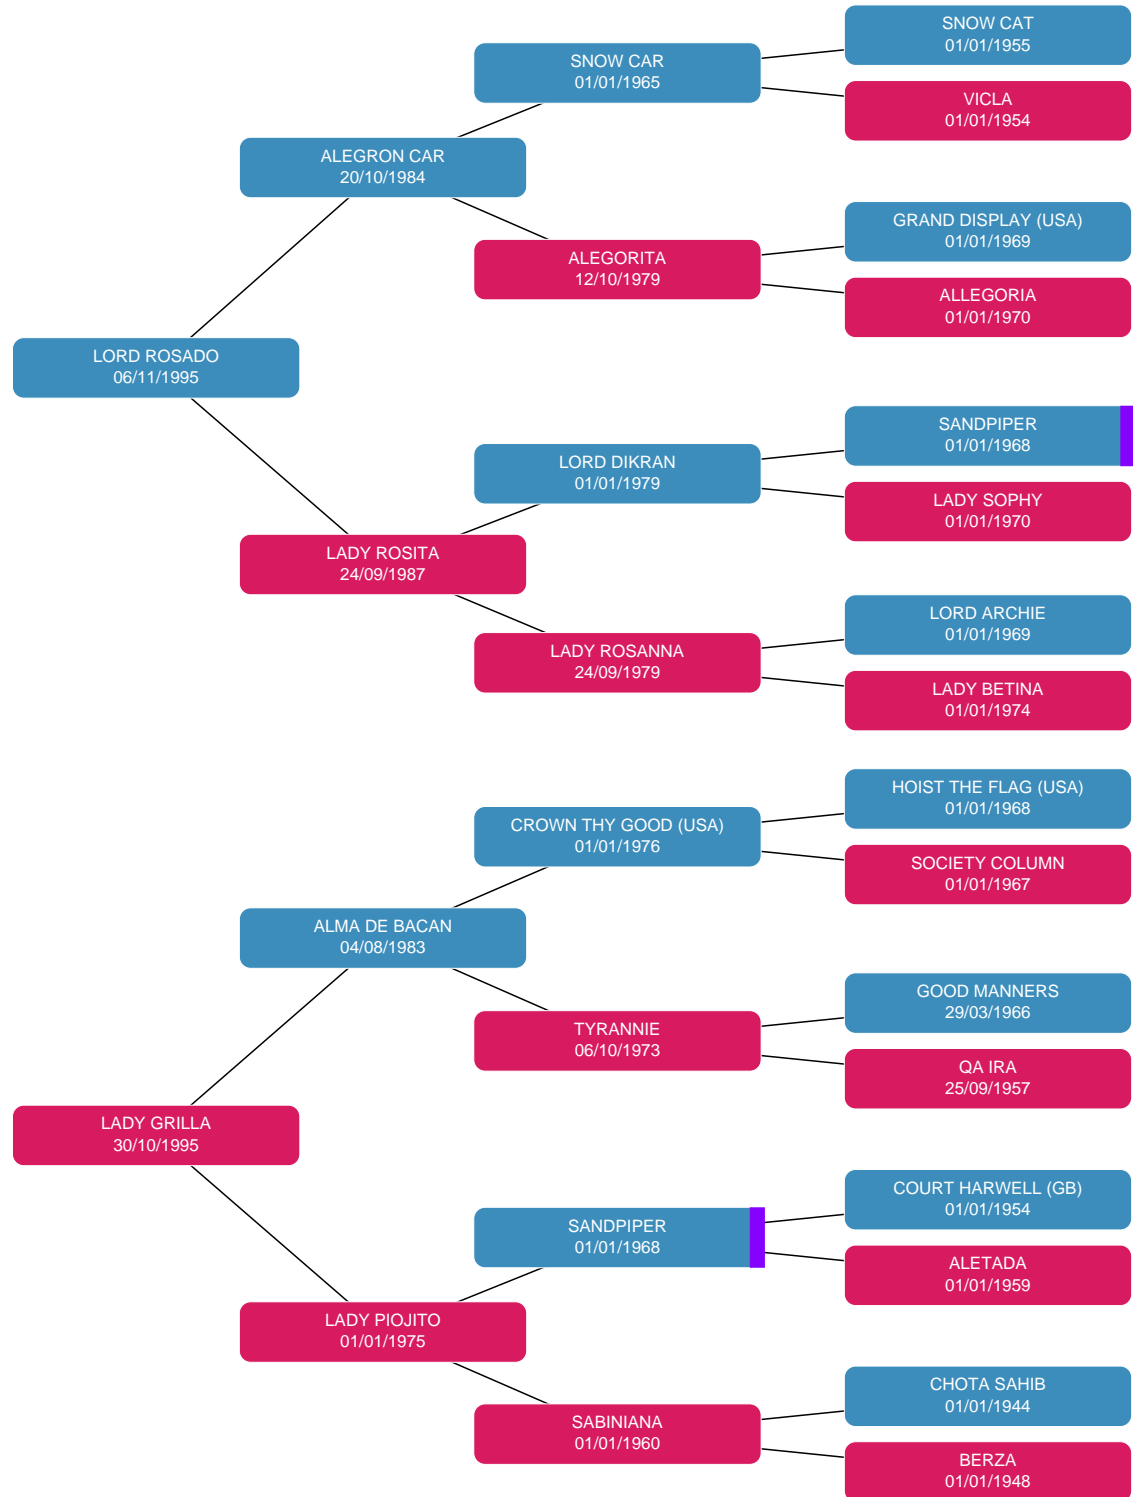 SNOW CAT
01/01/1955
SNOW CAR
01/01/1965
VICLA
01/01/1954
ALEGRON CAR
20/10/1984
GRAND DISPLAY (USA)
01/01/1969
ALEGORITA
12/10/1979
ALLEGORIA
01/01/1970
LORD ROSADO
06/11/1995
SANDPIPER
01/01/1968
LORD DIKRAN
01/01/1979
LADY SOPHY
01/01/1970
LADY ROSITA
24/09/1987
LORD ARCHIE
01/01/1969
LADY ROSANNA
24/09/1979
LADY BETINA
01/01/1974
HOIST THE FLAG (USA)
01/01/1968
CROWN THY GOOD (USA)
01/01/1976
SOCIETY COLUMN
01/01/1967
ALMA DE BACAN
04/08/1983
GOOD MANNERS
29/03/1966
TYRANNIE
06/10/1973
QA IRA
25/09/1957
LADY GRILLA
30/10/1995
COURT HARWELL (GB)
01/01/1954
SANDPIPER
01/01/1968
ALETADA
01/01/1959
LADY PIOJITO
01/01/1975
CHOTA SAHIB
01/01/1944
SABINIANA
01/01/1960
BERZA
01/01/1948